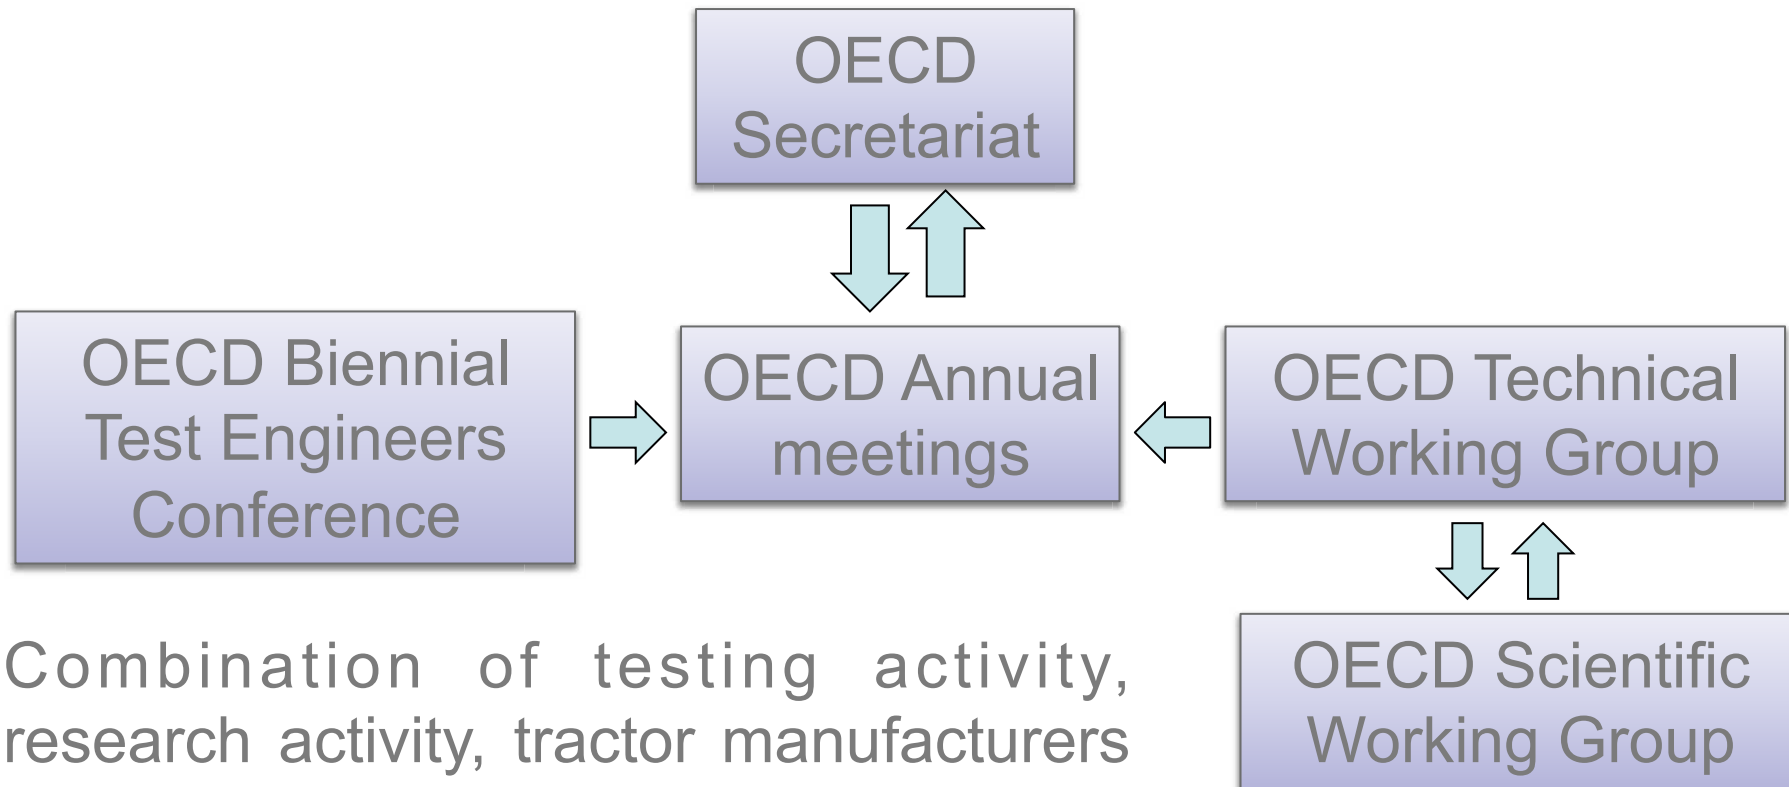 OECD
Secretariat
OECD Biennial
Test Engineers
Conference
OECD Annual
meetings
OECD Technical
Working Group
Combination of testing activity,
research activity, tractor manufacturers
OECD Scientific
Working Group